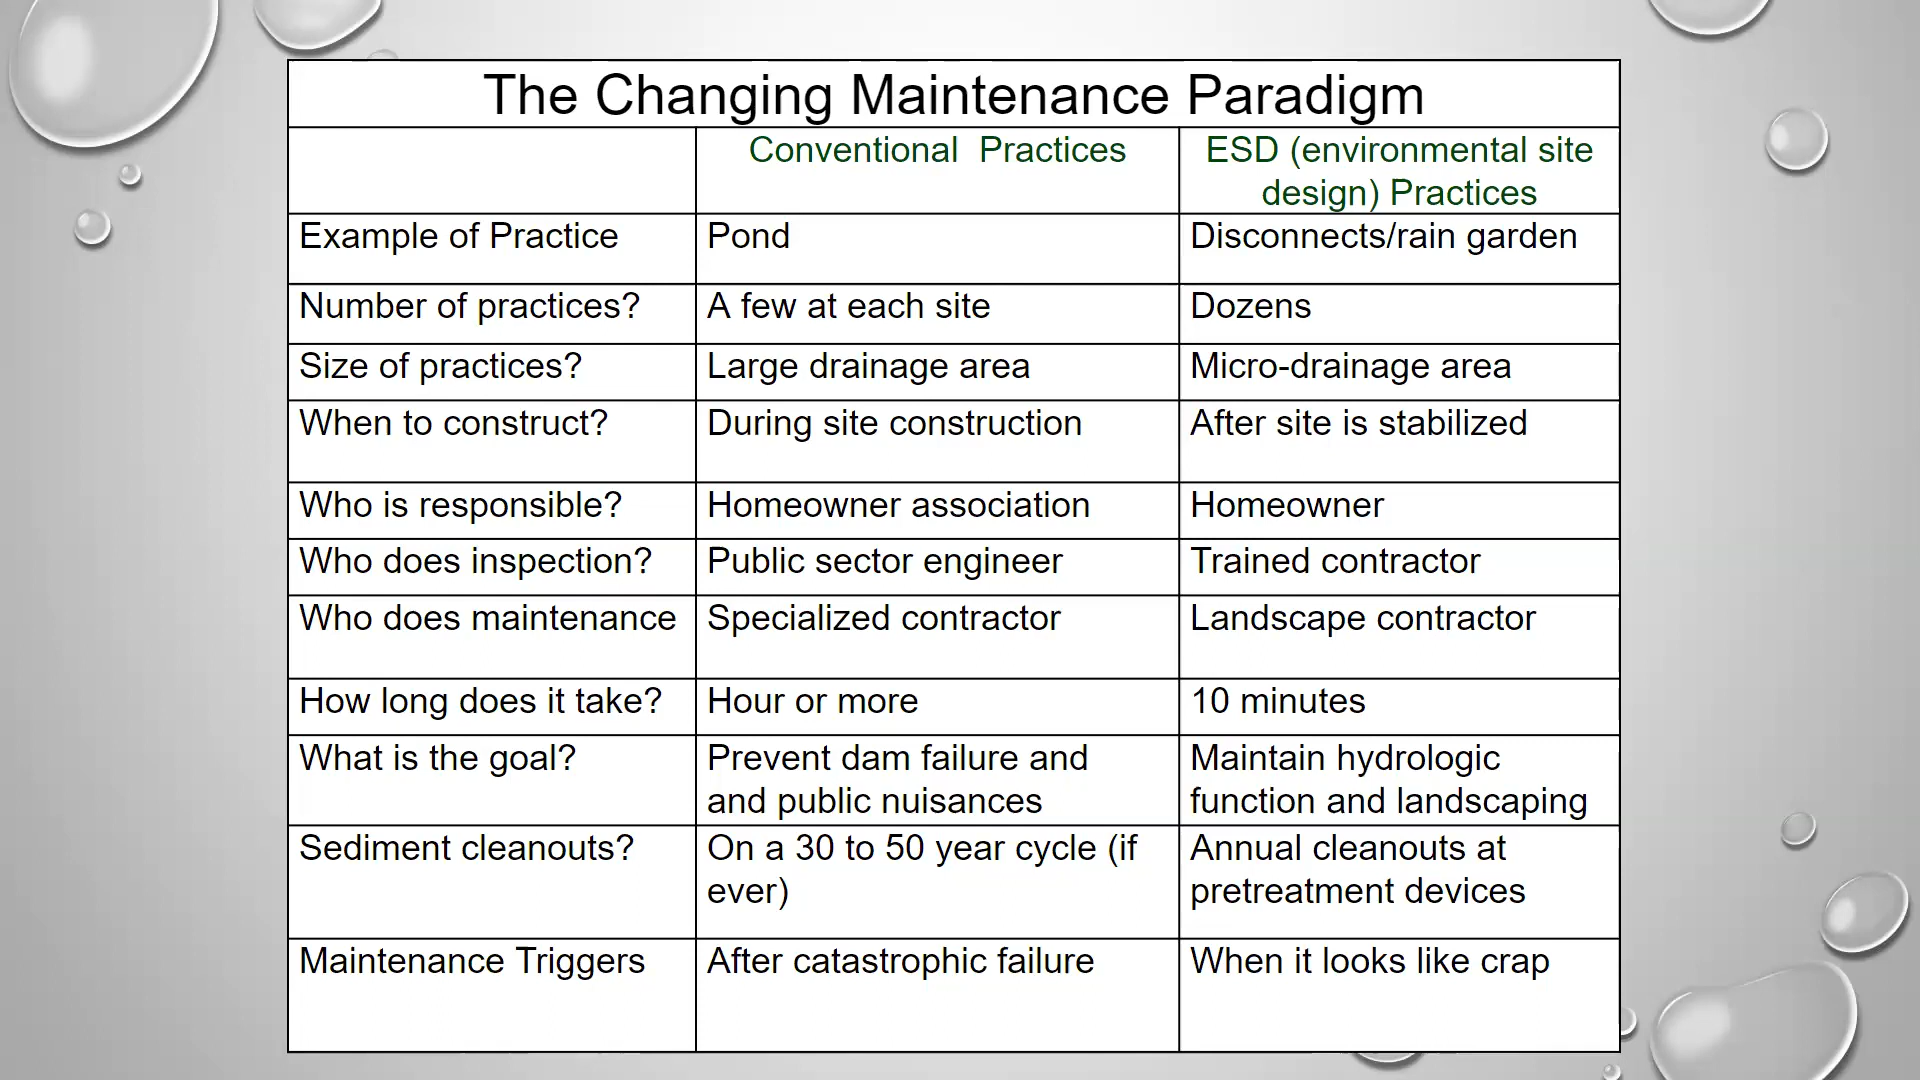 The Changing Maintenance Paradigm
Conventional  Practices
ESD (environmental site
design) Practices
Example of Practice
Pond
Disconnects/rain garden
Number of practices?
A few at each site
Dozens
Size of practices?
Large drainage area
Micro-drainage area
When to construct?
During site construction
After site is stabilized
Who is responsible?
Homeowner association
Homeowner
Who does inspection?
Public sector engineer
Trained contractor
Who does maintenance
Specialized contractor
Landscape contractor
How long does it take?
Hour or more
10 minutes
What is the goal?
Prevent dam failure and
and public nuisances
Maintain hydrologic
function and landscaping
Sediment cleanouts?
On a 30 to 50 year cycle (if
ever)
Annual cleanouts at
pretreatment devices
Maintenance Triggers
After catastrophic failure
When it looks like crap